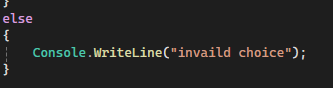 }
else
{
Console.WriteLine("invaild choice");
}